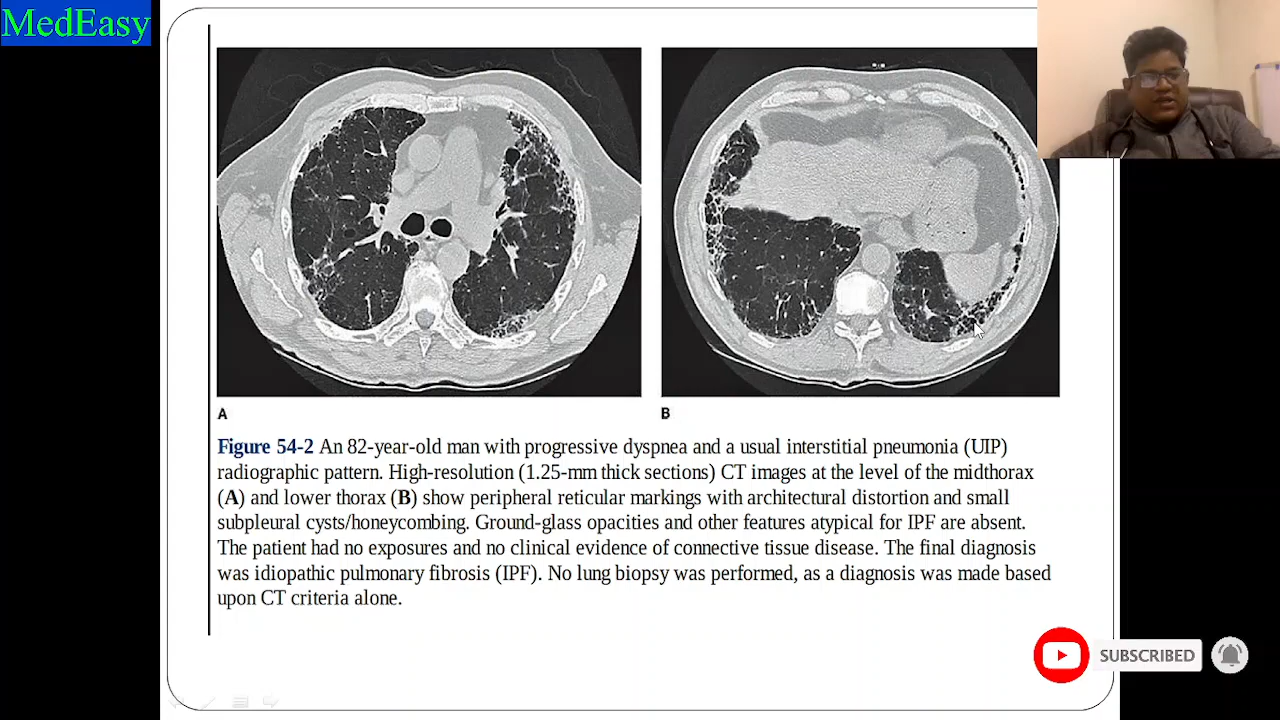 MedEasy
A
B
Figure 54-2 An 82-year-old man with progressive dyspnea and a usual interstitial pneumonia (UIP)
radiographic pattern. High-resolution (1.25-mm thick sections) CT images at the level of the midthorax
(A) and lower thorax (B) show peripheral reticular markings with architectural distortion and small
subpleural cysts/honeycombing. Ground-glass opacities and other features atypical for IPF are absent.
The patient had no exposures and no clinical evidence of connective tissue disease. The final diagnosis
was idiopathic pulmonary fibrosis (IPF). No lung biopsy was performed, as a diagnosis was made based
upon CT criteria alone.
SUBSCRIBED